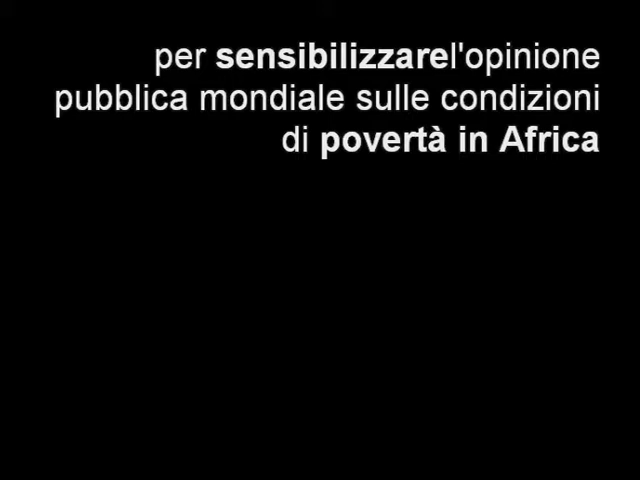 per sensibilizzarel'opinione
pubblica mondiale sulle condizioni
di povertà in Africa